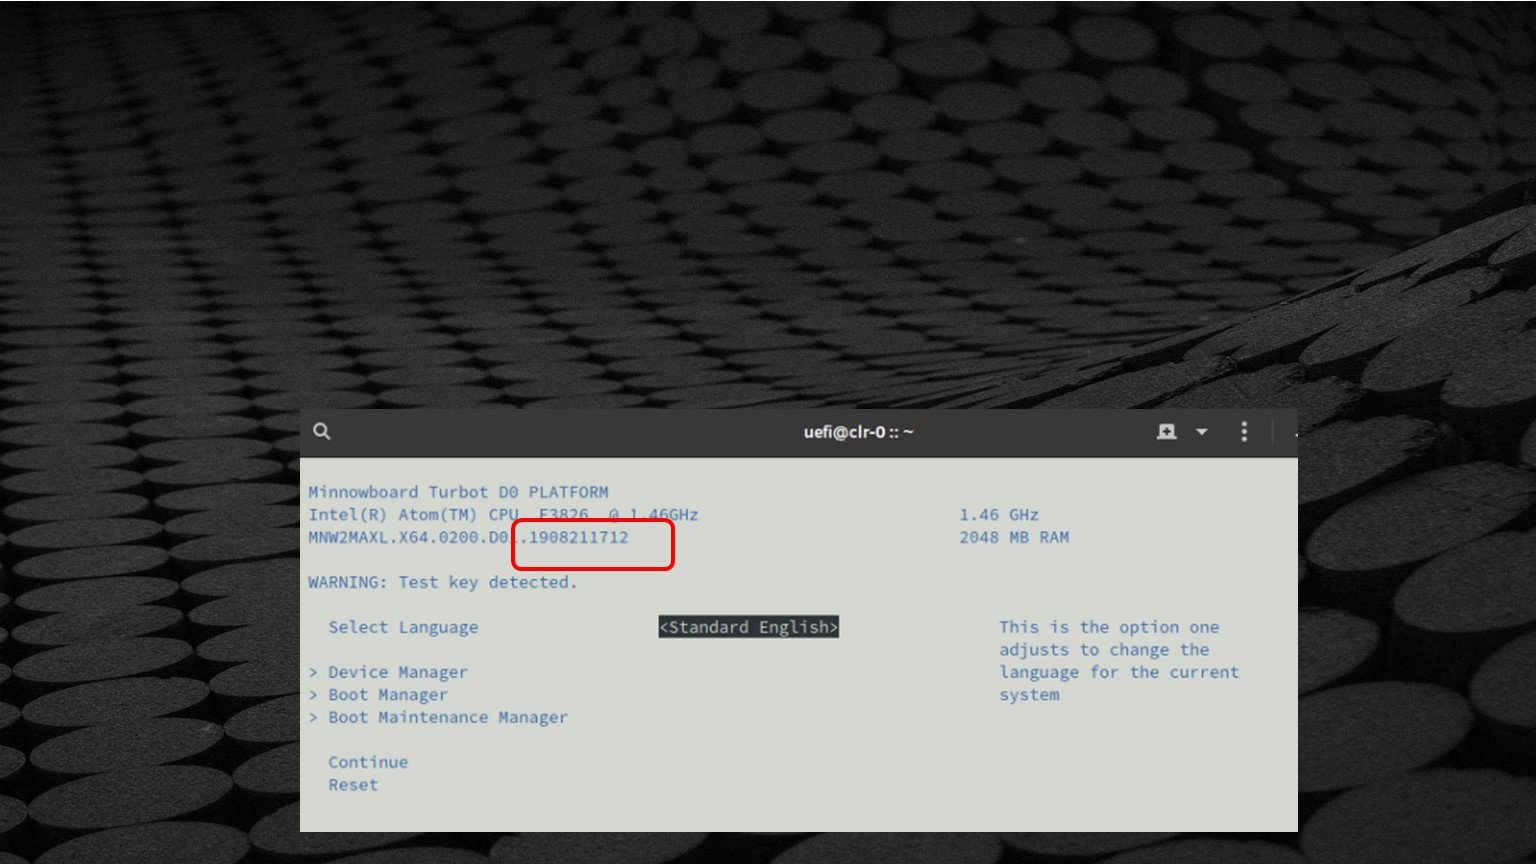 uefi@clr-0 :: ~
Minnowboard Turbot D0 PLATFORM
Intel(R) Atom(TM) CPU  E3826  @ 1.46GHz 1.46 GHz
MNW2MAXL.X64.0200.D01.1908211712 2048 MB RAM
WARNING: Test key detected.
Select Language <Standard English> This is the option one
adjusts to change the
> Device Manager language for the current
> Boot Manager system
> Boot Maintenance Manager
Continue
Reset